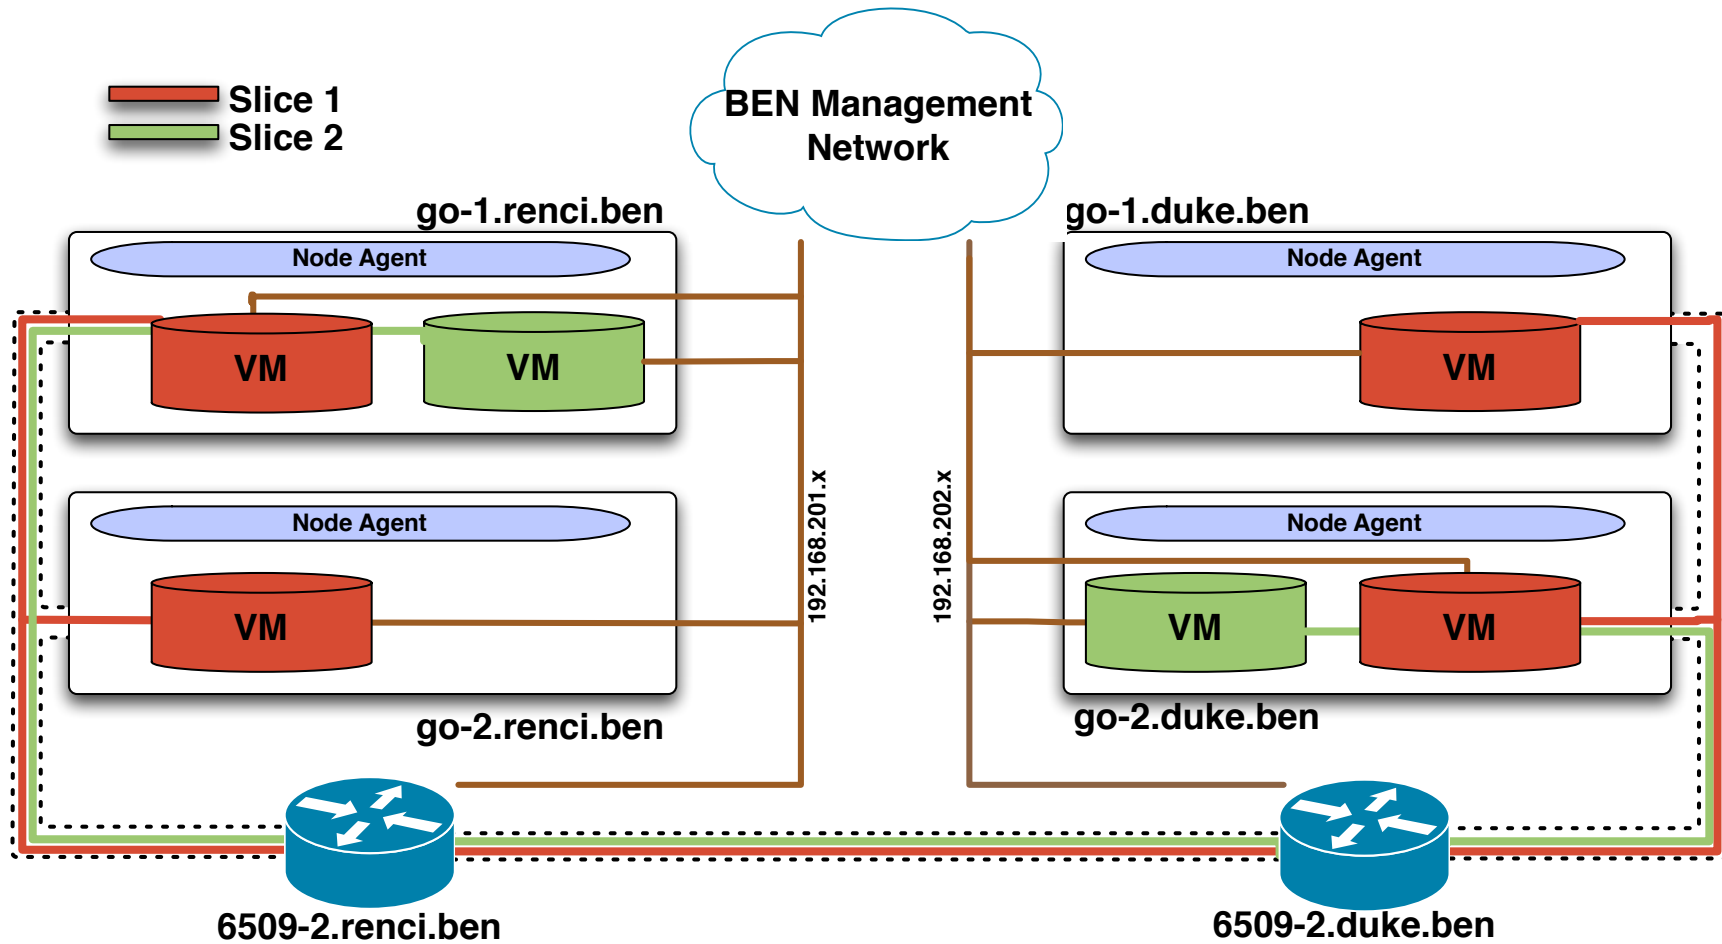 BEN Management
Network
Slice 1
Slice 2
go-1.renci.ben
go-1.duke.ben
Node Agent
Node Agent
VM
VM
VM
192.168.201.x
192.168.202.x
Node Agent
Node Agent
VM
VM
VM
go-2.renci.ben
go-2.duke.ben
6509-2.renci.ben
6509-2.duke.ben